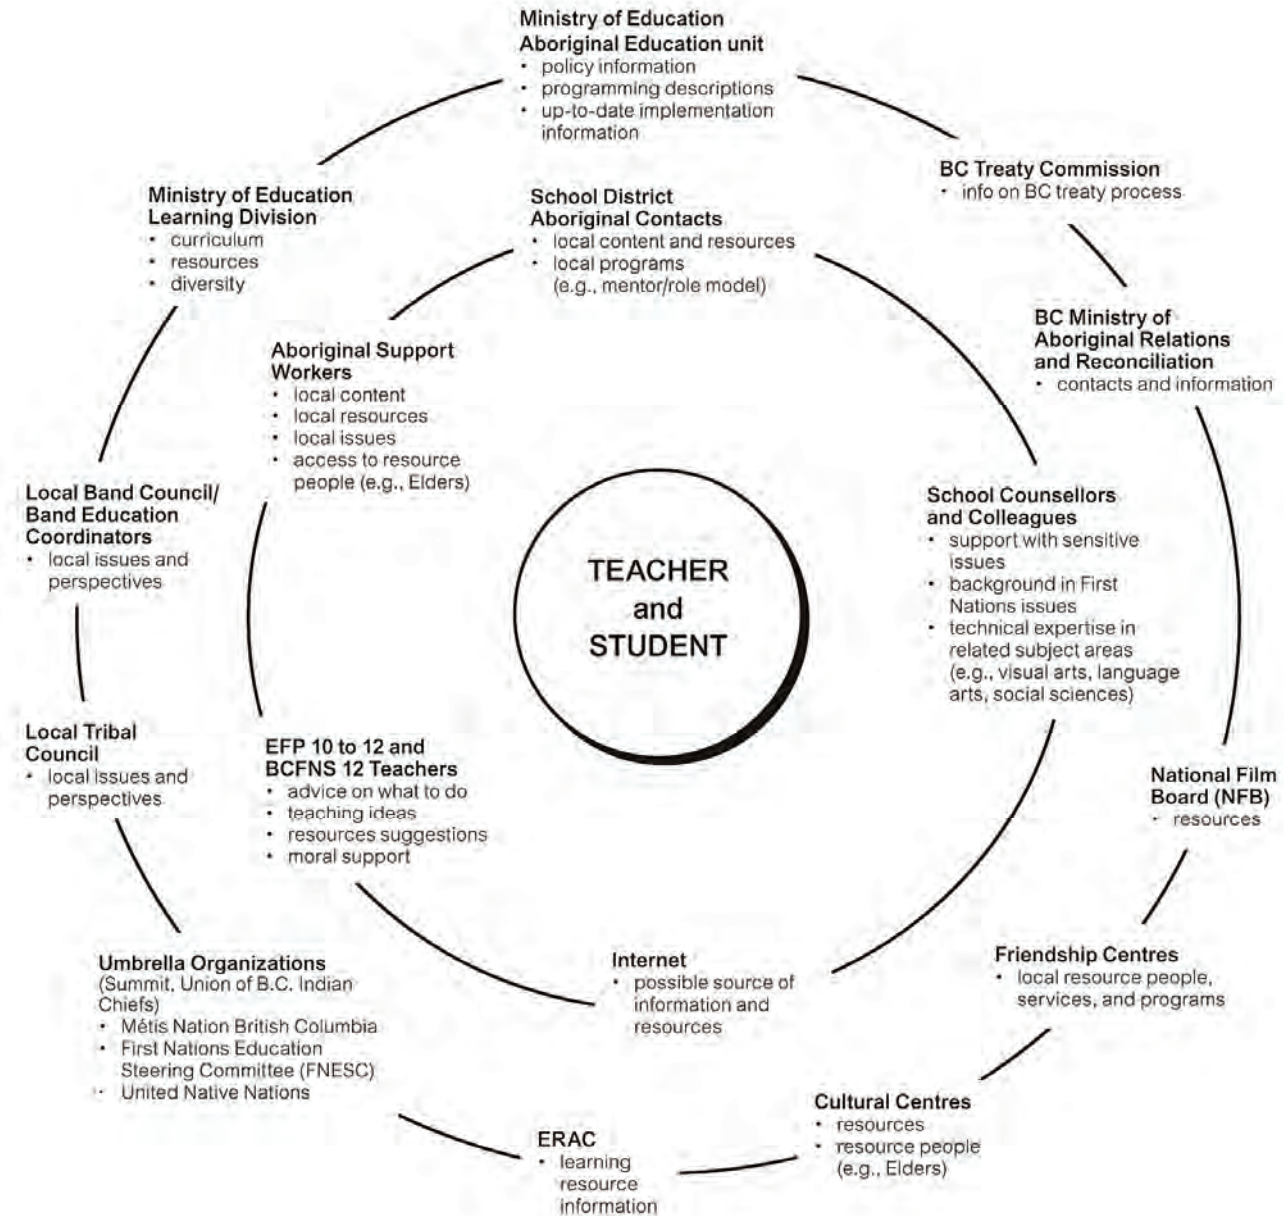 Ministry of Education
Aboriginal Education unit
• policy information
• programming descriptions
• up-to-date implementation
information
BC Treaty Commission
• info on BC treaty process
Ministry of Education
Learning Division
• curriculum
• resources
• diversity
School District
Aboriginal Contacts
• local content and resources
• local programs
(e.g., mentor/role model)
BC Ministry of
Aboriginal Relations
and Reconciliation
• contacts and information
Aboriginal Support
Workers
• local content
• local resources
• local issues
• access to resource
people (e.g., Elders)
Local Band Council/
Band Education
Coordinators
• local issues and
perspectives
School Counsellors
and Colleagues
• support with sensitive
issues
• background in First
Nations issues
• technical expertise in
related subject areas
(e.g., visual arts, language
arts, social sciences)
TEACHER
and
STUDENT
Local Tribal
Council
• local issues and
perspectives
EFP 10 to 12 and
BCFNS 12 Teachers
• advice on what to do
• teaching ideas
• resources suggestions
• moral support
National Film
Board (NFB)
• resources
Umbrella Organizations
(Summit, Union of B.C. Indian
Chiefs)
• Métis Nation British Columbia
• First Nations Education
Steering Committee (FNESC)
• United Native Nations
Internet
• possible source of
information and
resources
Friendship Centres
• local resource people,
services, and programs
Cultural Centres
• resources
• resource people
(e.g., Elders)
ERAC
• learning
resource
information